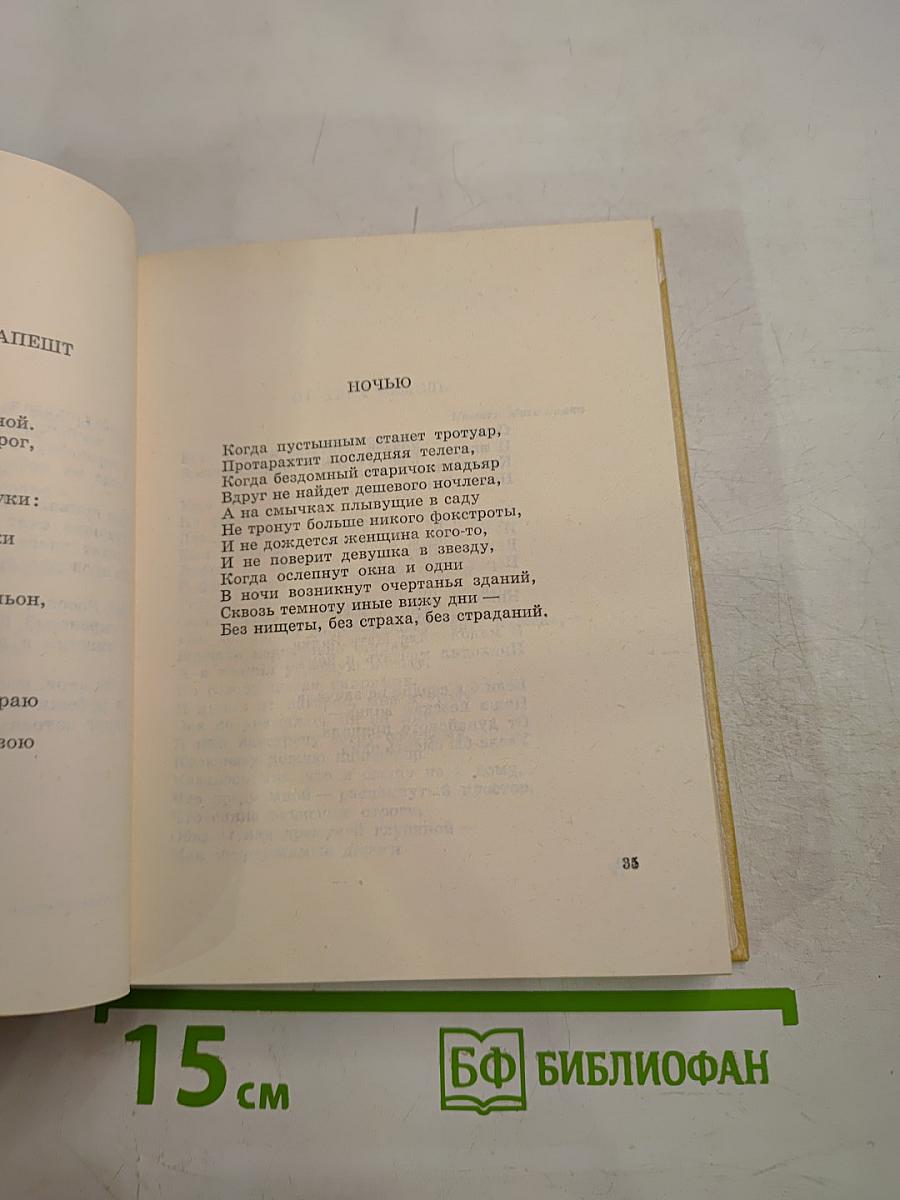 АПЕШТ
ной.
рог,
уки:
ки
ньон,
раю
вою
НОЧЬЮ
Когда пустынным станет тротуар,
Протарахтит последняя телега,
Когда бездомный старичок мадьяр
Вдруг не найдет дешевого ночлега,
А на смычках плывущие в саду
Не тронут больше никого фокстроты,
И не дождется женщина кого-то,
И не поверит девушка в звезду,
Когда ослепнут окна и одни
В ночи возникнут очертанья зданий,
Сквозь темноту иные вижу дни —
Без нищеты, без страха, без страданий.
35
15 см
БФ БИБЛИОФАН